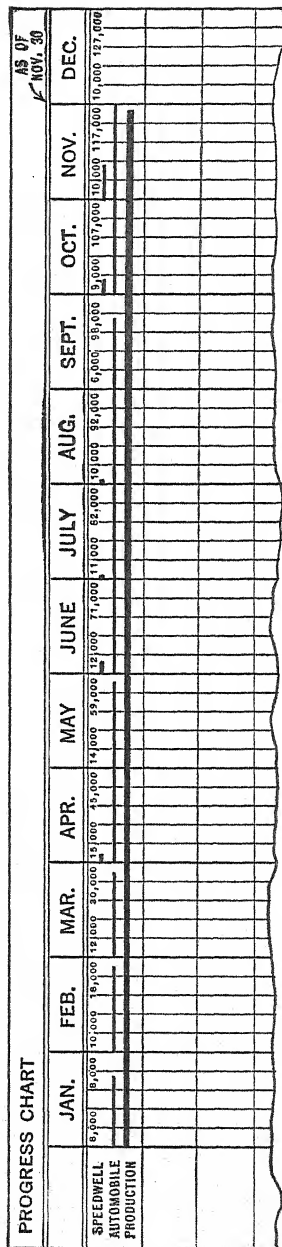 PROGRESS CHART
AS OF
NOV. 30
JAN. FEB. MAR. APR. MAY JUNE JULY AUG. SEPT. OCT. NOV. DEC.
8,000 8,000 10,000 18,000 12,000 30,000 15,000 45,000 14,000 59,000 12,000 71,000 11,000 82,000 10,000 92,000 6,000 98,000 9,000 107,000 10,000 117,000 10,000 127,000
SPEEDWELL
AUTOMOBILE
PRODUCTION